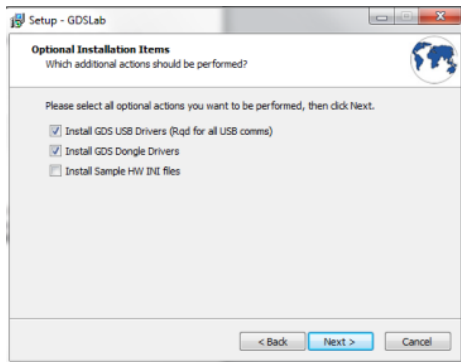 Setup - GDSLab
Optional Installation Items
Which additional actions should be performed?
Please select all optional actions you want to be performed, then click Next.
Install GDS USB Drivers (Rqd for all USB comms)
Install GDS Dongle Drivers
Install Sample HW INI files
< Back
Next >
Cancel